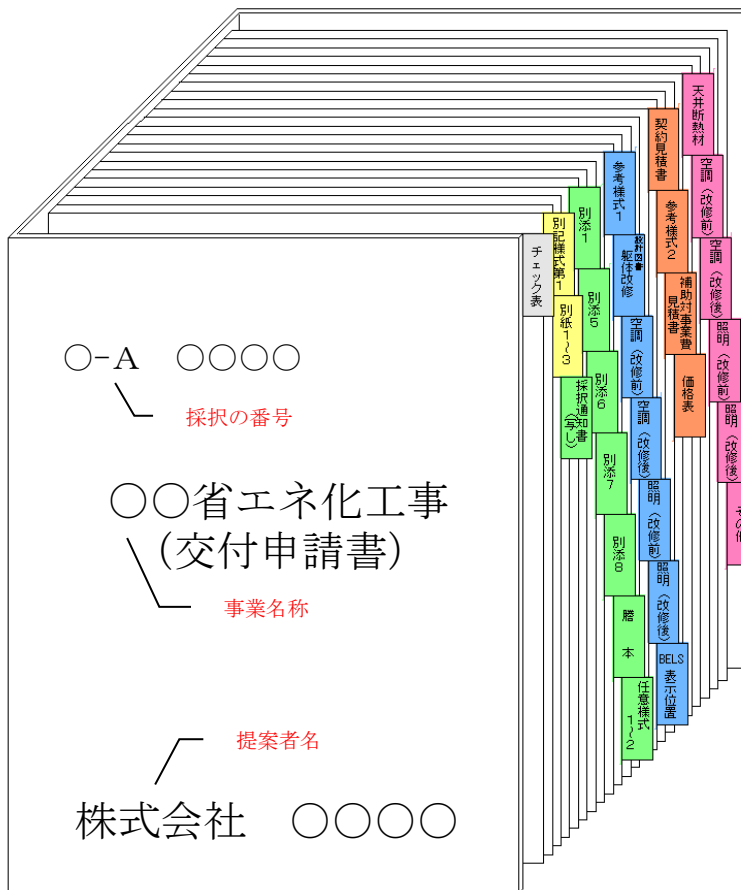 ○-A ○○○○
採択の番号
○○省エネ化工事
(交付申請書)
事業名称
提案者名
株式会社 ○○○○
チェック表
別記様式第1
別紙1~3
別添1
別添5
別添6
採択通知書
(写し)
別添7
別添8
謄 本
任意様式
1~2
参考様式1
設計図書
躯体改修
空調(改修前)
空調(改修後)
照明(改修前)
照明(改修後)
BELS
表示位置
契約見積書
参考様式2
補助対事業費
見積書
価格表
天井断熱材
空調(改修前)
空調(改修後)
照明(改修前)
照明(改修後)
その他